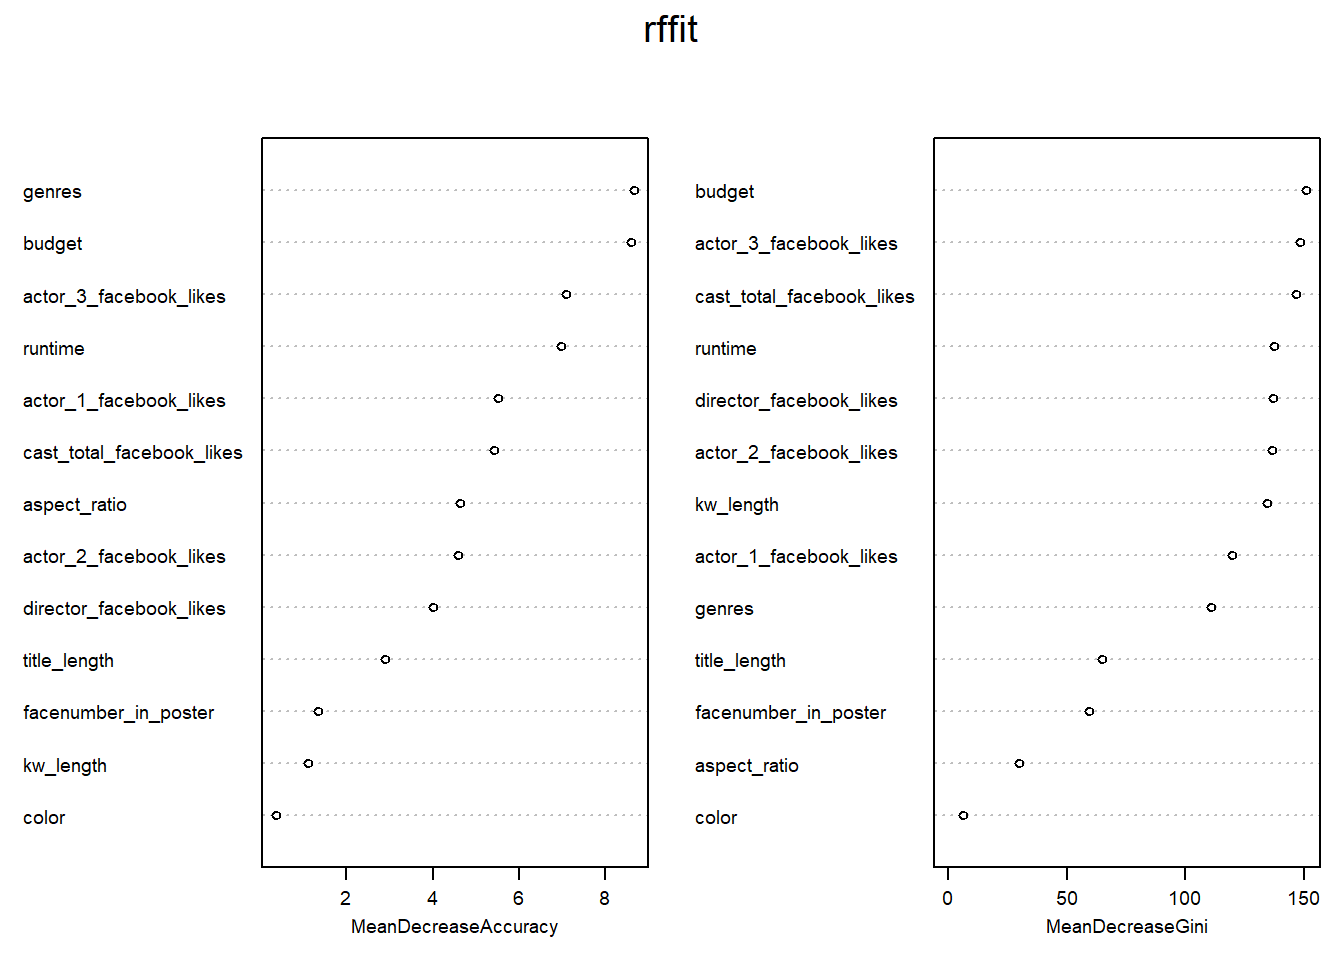 rffit
genres
budget
actor_3_facebook_likes
runtime
actor_1_facebook_likes
cast_total_facebook_likes
aspect_ratio
actor_2_facebook_likes
director_facebook_likes
title_length
facenumber_in_poster
kw_length
color
2 4 6 8
MeanDecreaseAccuracy
budget
actor_3_facebook_likes
cast_total_facebook_likes
runtime
director_facebook_likes
actor_2_facebook_likes
kw_length
actor_1_facebook_likes
genres
title_length
facenumber_in_poster
aspect_ratio
color
0 50 100 150
MeanDecreaseGini